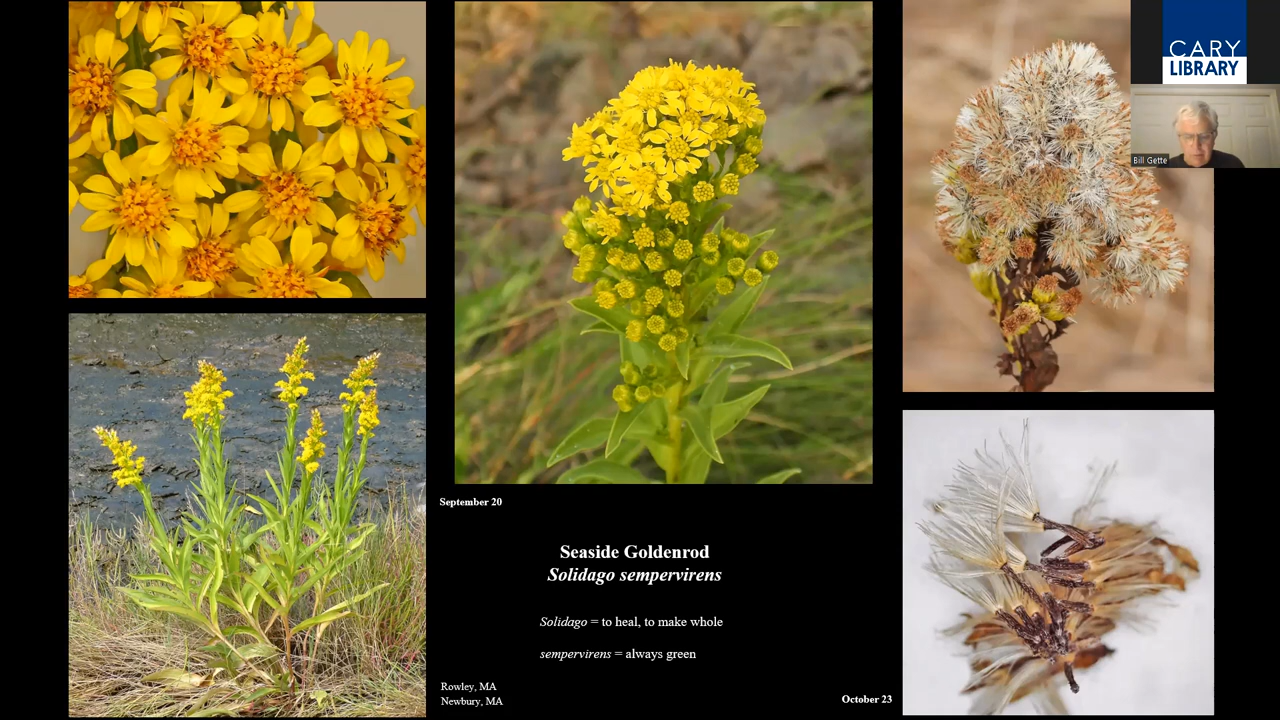 CARY
LIBRARY
Bill Gette
September 20
Seaside Goldenrod
Solidago sempervirens
Solidago = to heal, to make whole
sempervirens = always green
Rowley, MA
Newbury, MA
October 23